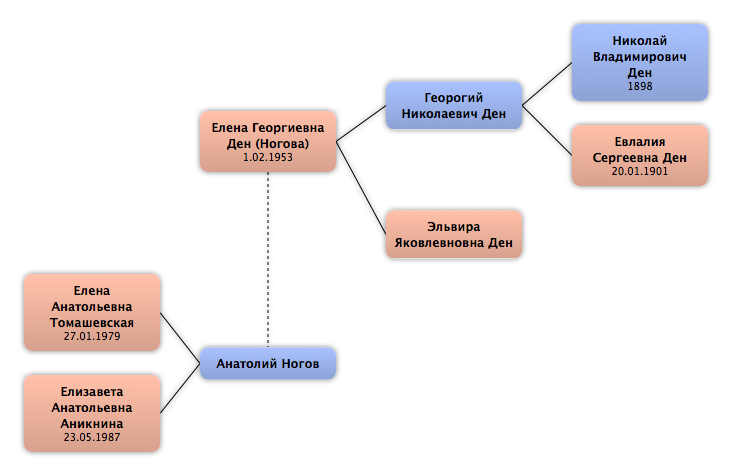 Николай
Владимирович
Ден
1898
Георогий
Николаевич Ден
Елена Георгиевна
Ден (Ногова)
1.02.1953
Евлалия
Сергеевна Ден
20.01.1901
Эльвира
Яковлевновна Ден
Елена
Анатольевна
Томашевская
27.01.1979
Анатолий Ногов
Елизавета
Анатольевна
Аникнина
23.05.1987